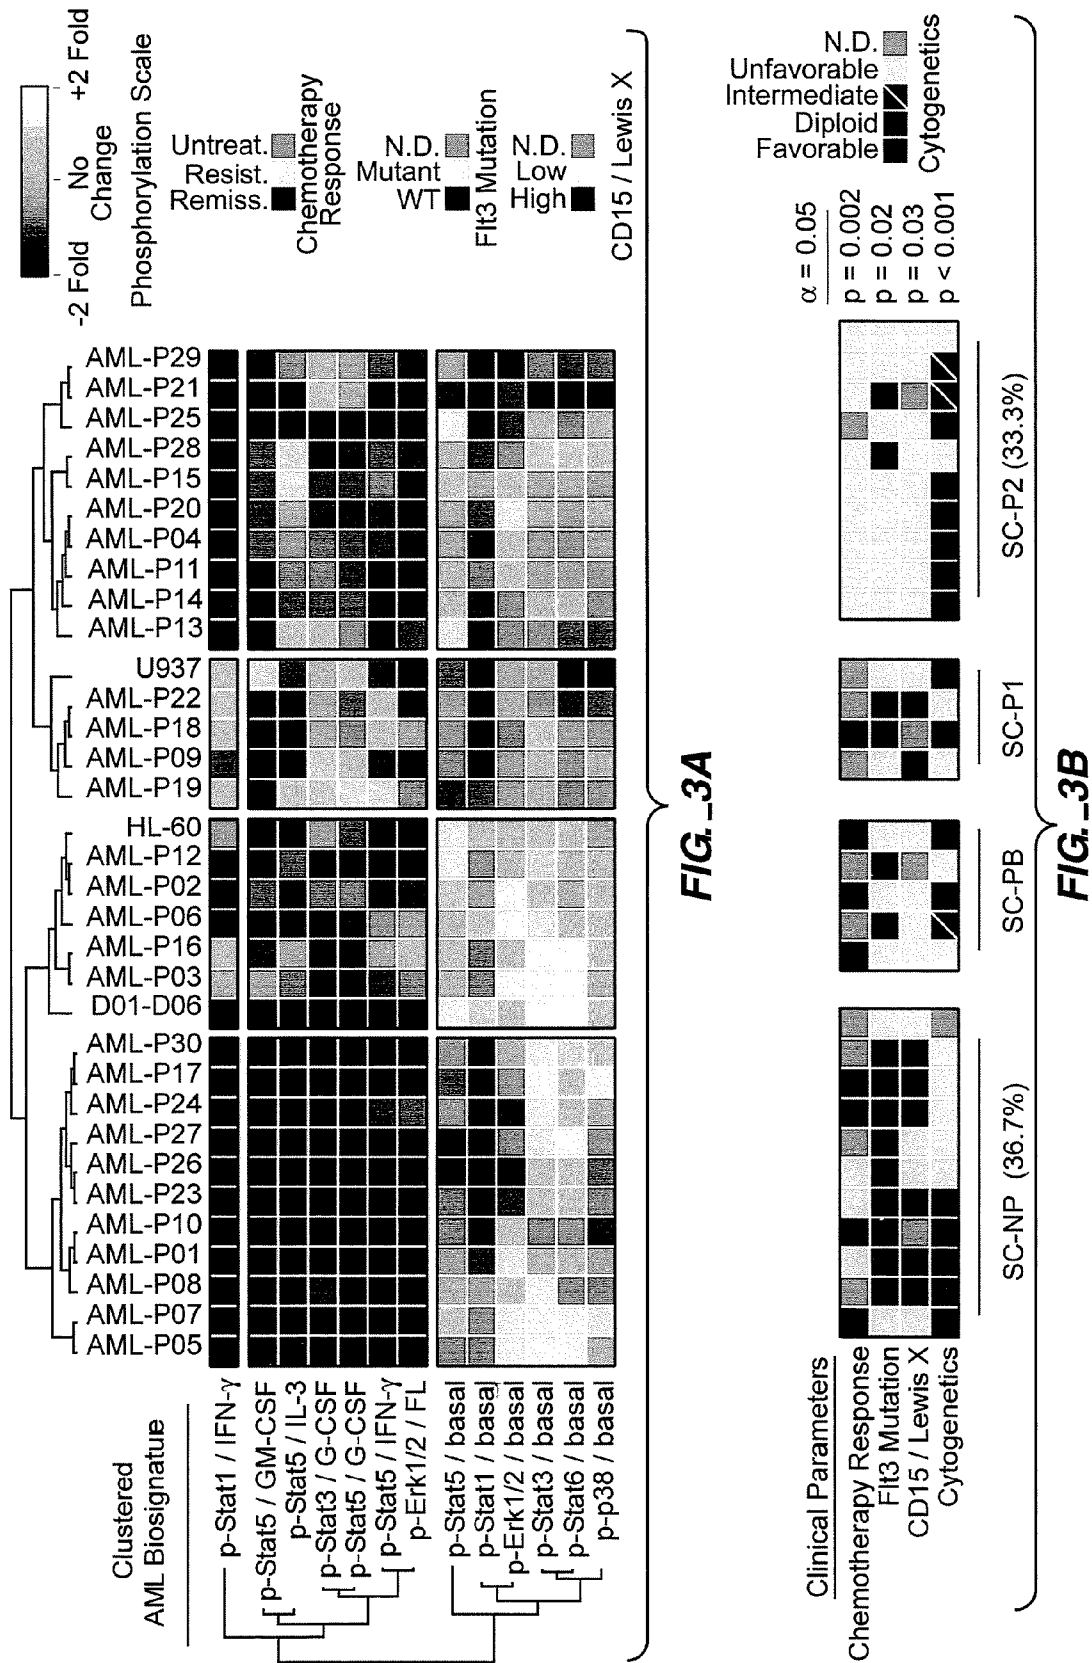 Clustered
AML Biosignatue
p-Stat1 / IFN-γ
p-Stat5 / GM-CSF
p-Stat5 / IL-3
p-Stat3 / G-CSF
p-Stat5 / G-CSF
p-Stat5 / IFN-γ
p-Erk1/2 / FL
p-Stat5 / basal
p-Stat1 / basal
p-Erk1/2 / basal
p-Stat3 / basal
p-Stat6 / basal
p-p38 / basal
AML-P05
AML-P07
AML-P08
AML-P01
AML-P10
AML-P23
AML-P26
AML-P27
AML-P24
AML-P17
AML-P30
D01-D06
AML-P03
AML-P16
AML-P06
AML-P02
AML-P12
HL-60
AML-P19
AML-P09
AML-P18
AML-P22
U937
AML-P13
AML-P14
AML-P11
AML-P04
AML-P20
AML-P15
AML-P28
AML-P25
AML-P21
AML-P29
-2 Fold
No
Change
+2 Fold
Phosphorylation Scale
Untreat.
Resist.
Remiss.
Chemotherapy
Response
N.D.
Mutant
WT
Flt3 Mutation
N.D.
Low
High
CD15 / Lewis X
FIG._3A
Clinical Parameters
Chemotherapy Response
Flt3 Mutation
CD15 / Lewis X
Cytogenetics
SC-NP (36.7%)
SC-PB
SC-P1
SC-P2 (33.3%)
α = 0.05
p = 0.002
p = 0.02
p = 0.03
p < 0.001
N.D.
Unfavorable
Intermediate
Diploid
Favorable
Cytogenetics
FIG._3B